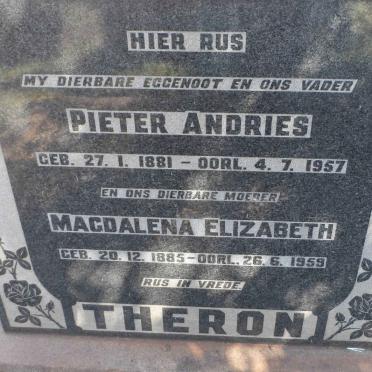 HIER RUS
MY DIERBARE EGGENOOT EN ONS VADER
PIETER ANDRIES
GEB. 27. 1. 1881 - OORL. 4. 7. 1957
EN ONS DIERBARE MOEDER
MAGDALENA ELIZABETH
GEB. 20. 12. 1885 - OORL. 26. 6. 1959
RUS IN VREDE
THERON